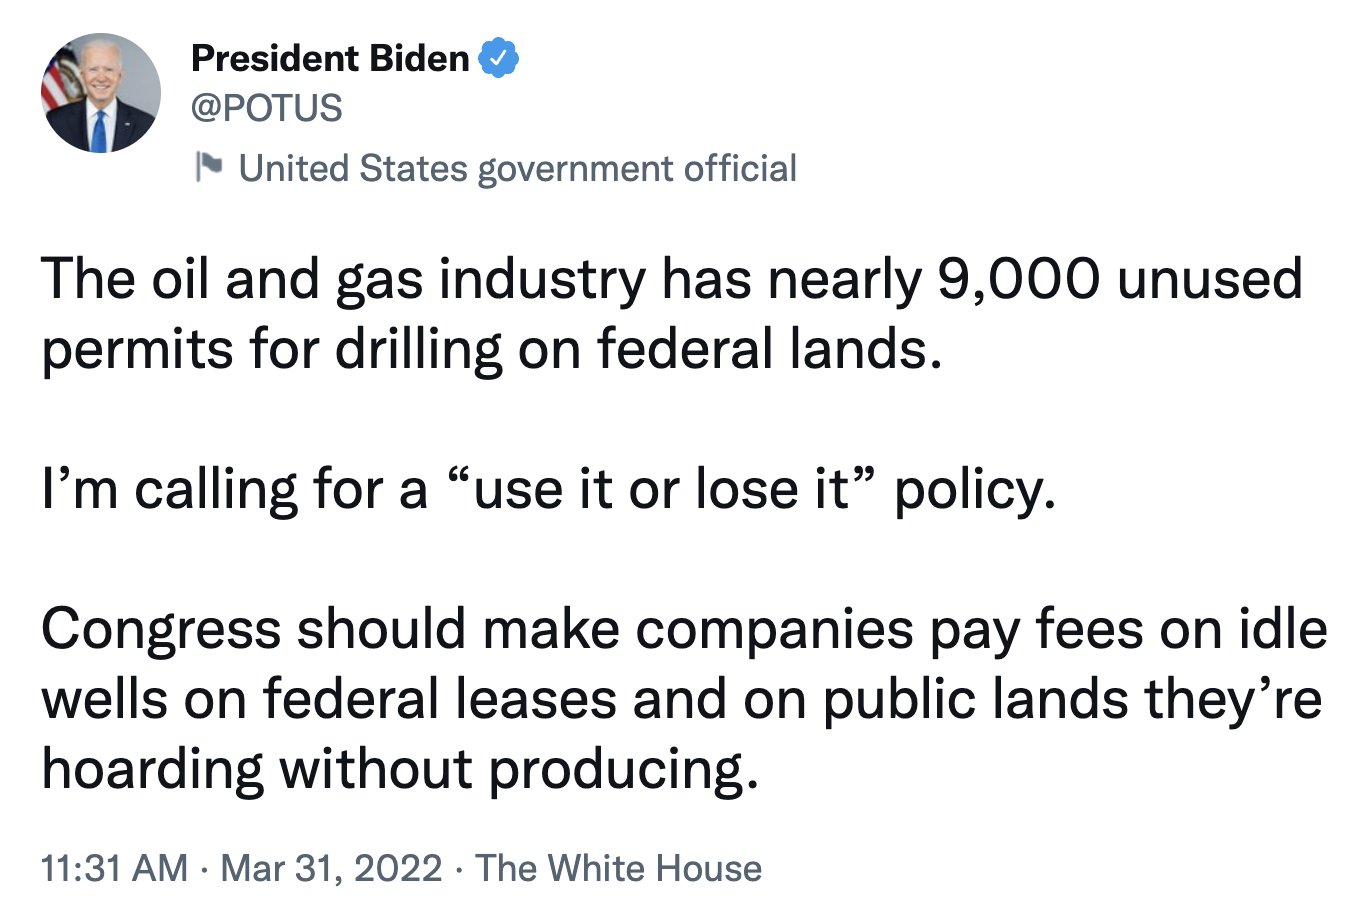 President Biden
@POTUS
United States government official
The oil and gas industry has nearly 9,000 unused
permits for drilling on federal lands.
I’m calling for a “use it or lose it” policy.
Congress should make companies pay fees on idle
wells on federal leases and on public lands they’re
hoarding without producing.
11:31 AM · Mar 31, 2022 · The White House